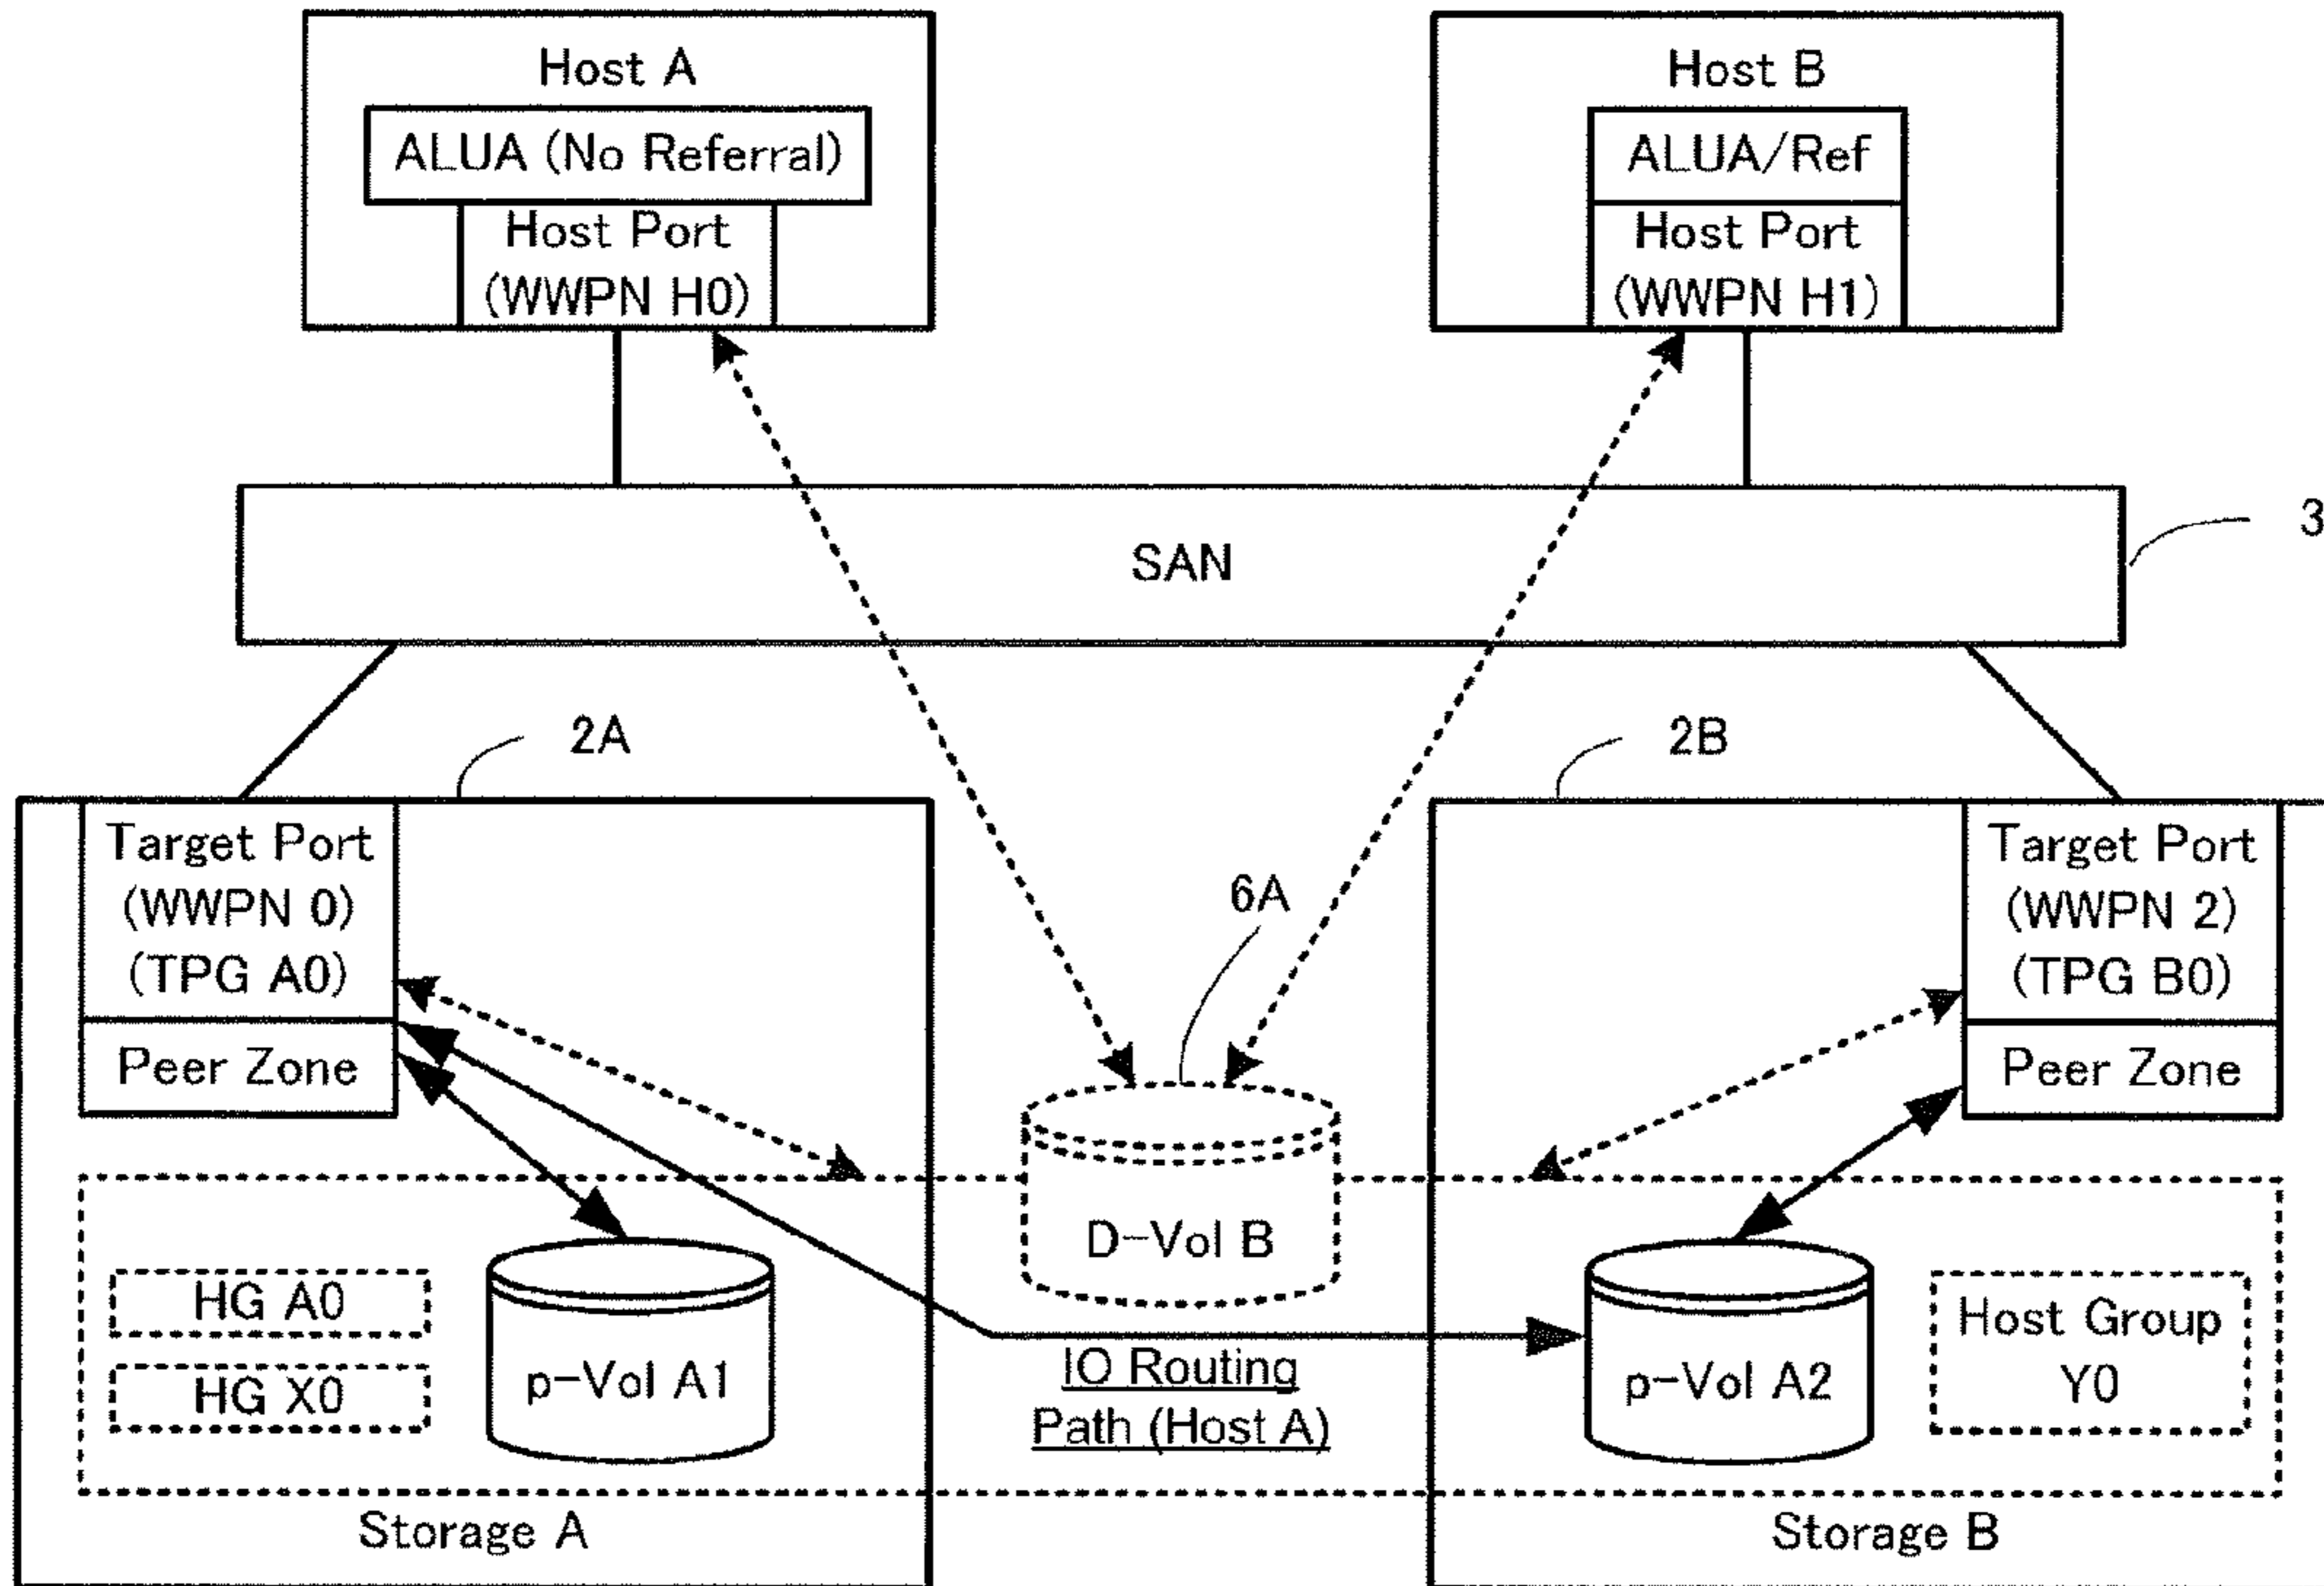 Host A
ALUA (No Referral)
Host Port
(WWPN H0)
Host B
ALUA/Ref
Host Port
(WWPN H1)
SAN
3
2A
2B
Target Port
(WWPN 0)
(TPG A0)
Peer Zone
6A
Target Port
(WWPN 2)
(TPG B0)
Peer Zone
HG A0
HG X0
p-Vol A1
D-Vol B
IO Routing
Path (Host A)
p-Vol A2
Host Group
Y0
Storage A
Storage B